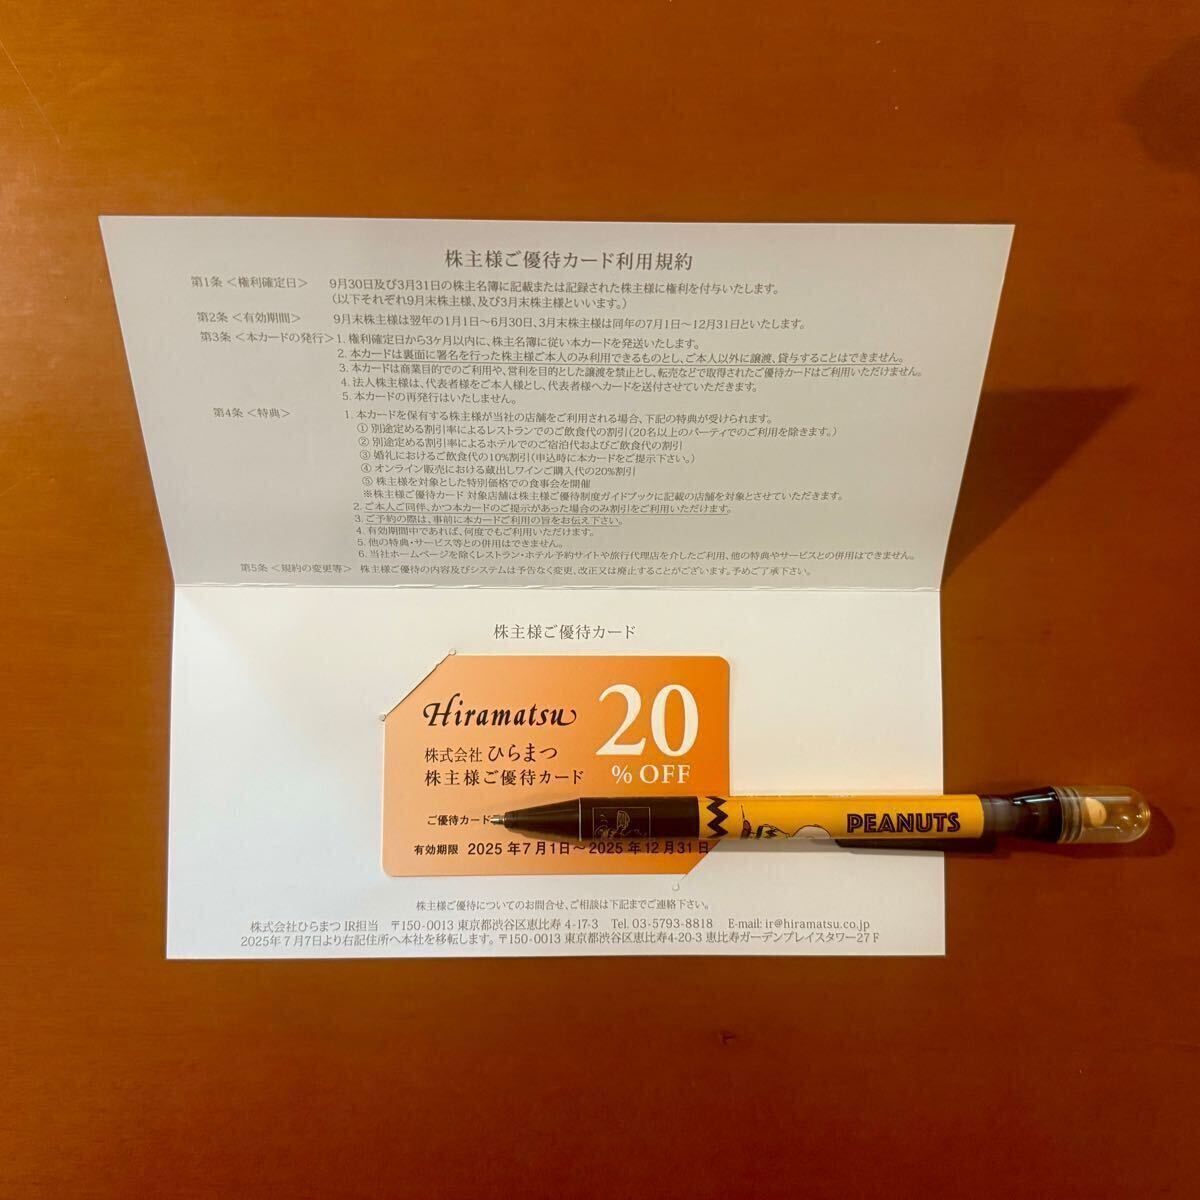 株主様ご優待カード利用規約
第1条 <権利確定日> 9月30日及び3月31日の株主名簿に記載または記録された株主様に権利を付与いたします。
(以下それぞれ9月末株主様、及び3月末株主様といいます。)
第2条 <有効期間> 9月末株主様は翌年の1月1日～6月30日、3月末株主様は同年の7月1日～12月31日といたします。
第3条 <本カードの発行> 1. 権利確定日から3ヶ月以内に、株主名簿に従い本カードを発送いたします。
2. 本カードは裏面に署名を行った株主様ご本人のみ利用できるものとし、ご本人以外に譲渡、貸与することはできません。
3. 本カードは商業目的でのご利用や、営利を目的とした譲渡を禁止とし、転売などで取得されたご優待カードはご利用いただけません。
4. 法人株主様は、代表者様をご本人様とし、代表者様へカードを送付させていただきます。
5. 本カードの再発行はいたしません。
第4条 <特典> 1. 本カードを保有する株主様が当社の店舗をご利用される場合、下記の特典が受けられます。
① 別途定める割引率によるレストランでのご飲食代の割引(20名以上のパーティでのご利用を除きます。)
② 別途定める割引率によるホテルでのご宿泊代およびご飲食代の割引
③ 婚礼におけるご飲食代の10%割引(申込時に本カードをご提示下さい。)
④ オンライン販売における蔵出しワインご購入代の20%割引
⑤ 株主様を対象とした特別価格での食事会を開催
※株主様ご優待カード 対象店舗は株主様ご優待制度ガイドブックに記載の店舗を対象とさせていただきます。
2. ご本人ご同伴、かつ本カードのご提示があった場合のみ割引をご利用いただけます。
3. ご予約の際は、事前に本カードご利用の旨をお伝え下さい。
4. 有効期間中であれば、何度でもご利用いただけます。
5. 他の特典・サービス等との併用はできません。
6. 当社ホームページを除くレストラン・ホテル予約サイトや旅行代理店を介したご利用、他の特典やサービスとの併用はできません。
第5条 <規約の変更等> 株主様ご優待の内容及びシステムは予告なく変更、改正又は廃止することがございます。予めご了承下さい。
株主様ご優待カード
Hiramatsu 20
株式会社 ひらまつ
株主様ご優待カード % OFF
ご優待カード
有効期限 2025年7月1日～2025年12月31日
PEANUTS
株主様ご優待についてのお問合せ、ご相談は下記までご連絡下さい。
株式会社ひらまつ IR担当 〒150-0013 東京都渋谷区恵比寿 4-17-3 Tel. 03-5793-8818 E-mail: ir@hiramatsu.co.jp
2025年7月7日より右記住所へ本社を移転します。〒150-0013 東京都渋谷区恵比寿4-20-3 恵比寿ガーデンプレイスタワー27 F